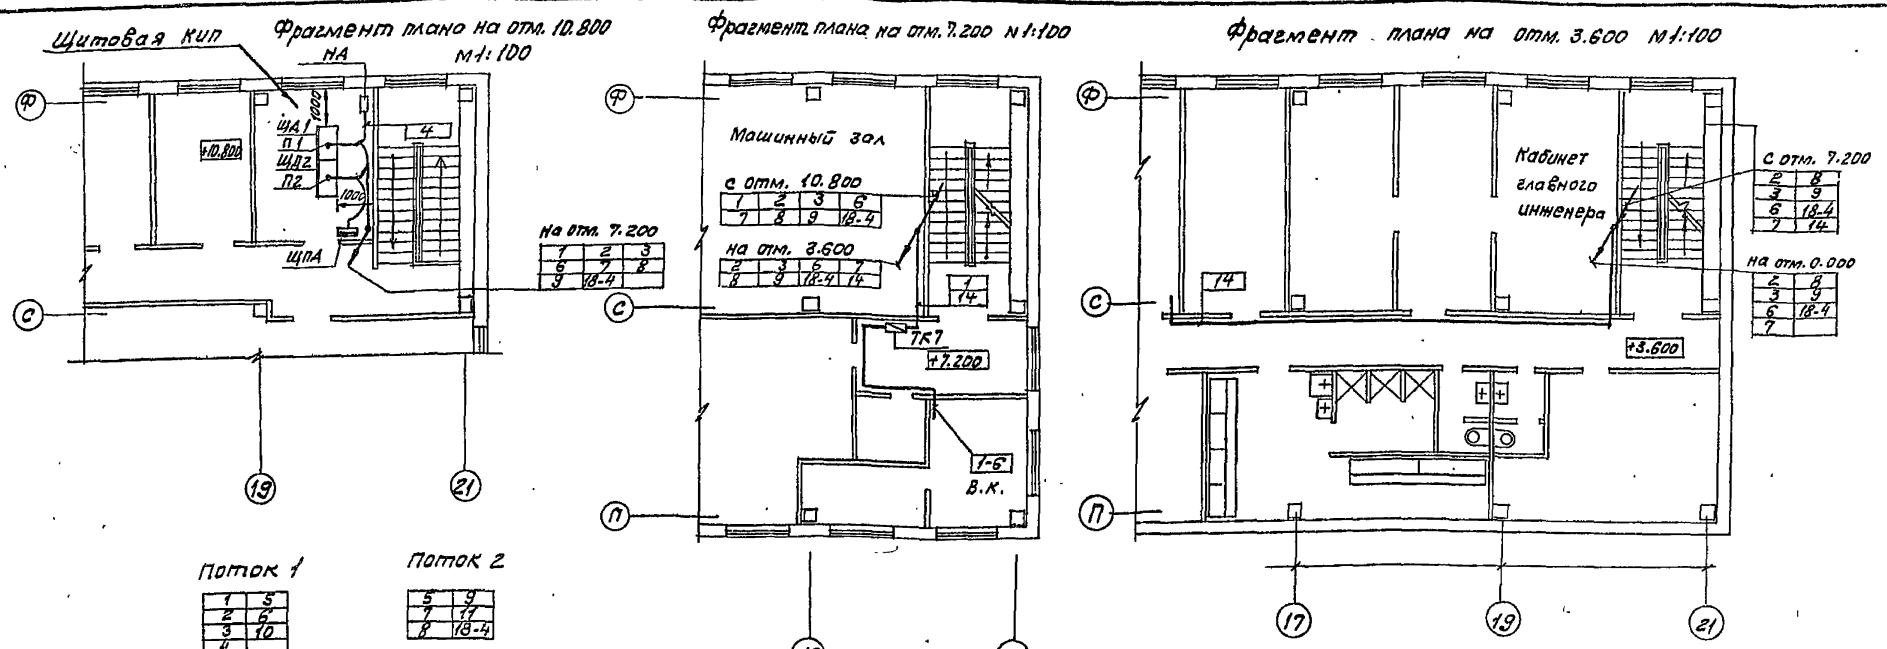 Щитовая КИП
Фрагмент плана на отм. 10.800
М 1:100
НА
Ф
1000
ЩД1
П1
ЩД2
П2
+10.800
4
1000
ЩПА
на отм. 7.200
1 2 3
6 7 8
9 18-4
С
19
21
Поток 1
1 5
2 6
3 10
4
Поток 2
5 9
7 11
8 18-4
Фрагмент плана на отм. 7.200 М 1:100
Ф
Машинный зал
с отм. 10.800
1 2 3 6
7 8 9 18-4
на отм. 3.600
2 3 6 7
8 9 18-4 14
1
14
С
ТК7
+7.200
1-6
В.К.
П
Фрагмент плана на отм. 3.600 М 1:100
Ф
Кабинет
главного
инженера
с отм. 7.200
2 8
3 9
6 18-4
7 14
на отм. 0.000
2 8
3 9
6 18-4
7
14
С
+3.600
П
17
19
21